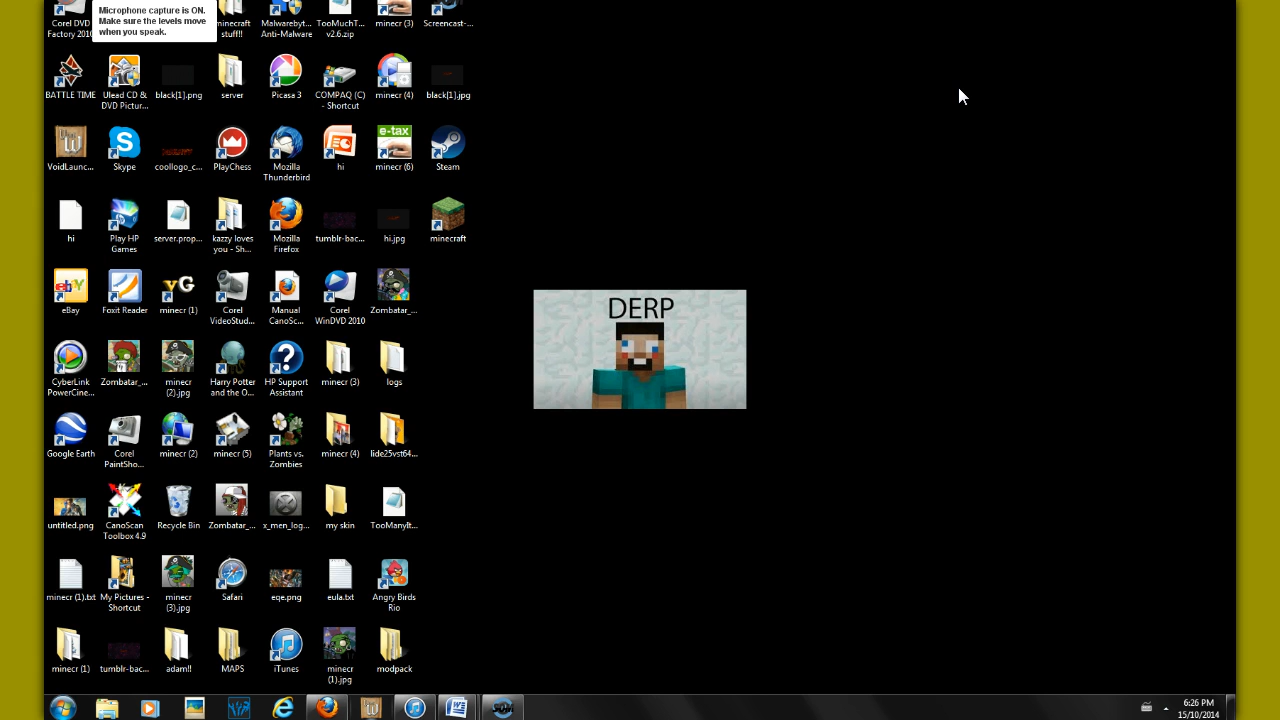 Microphone capture is ON.
Make sure the levels move
when you speak.
Corel DVD
Factory 2010
minecraft
stuff!!
Malwarebyt...
Anti-Malware
TooMuchT...
v2.6.zip
minecr (3)
Screencast-...
BATTLE TIME
Ulead CD &
DVD Pictur...
black[1].png
server
Picasa 3
COMPAQ (C)
- Shortcut
minecr (4)
black[1].jpg
VoidLaunc...
Skype
coollogo_c...
PlayChess
Mozilla
Thunderbird
hi
e-tax
minecr (6)
Steam
hi
Play HP
Games
server.prop...
kazzy loves
you - Sh...
Mozilla
Firefox
tumblr-bac...
hi.jpg
minecraft
ebY
eBay
Foxit Reader
vG
minecr (1)
Corel
VideoStud...
Manual
CanoSc...
Corel
WinDVD 2010
Zombatar_...
DERP
CyberLink
PowerCine...
Zombatar_...
minecr
(2).jpg
Harry Potter
and the O...
HP Support
Assistant
minecr (3)
logs
Google Earth
Corel
PaintSho...
minecr (2)
minecr (5)
Plants vs.
Zombies
minecr (4)
lide25vst64...
untitled.png
CanoScan
Toolbox 4.9
Recycle Bin
Zombatar_...
x_men_log...
my skin
TooManyIt...
minecr (1).txt
My Pictures -
Shortcut
minecr
(3).jpg
Safari
eqe.png
eula.txt
Angry Birds
Rio
minecr (1)
tumblr-bac...
adam!!
MAPS
iTunes
minecr
(1).jpg
modpack
6:26 PM
15/10/2014